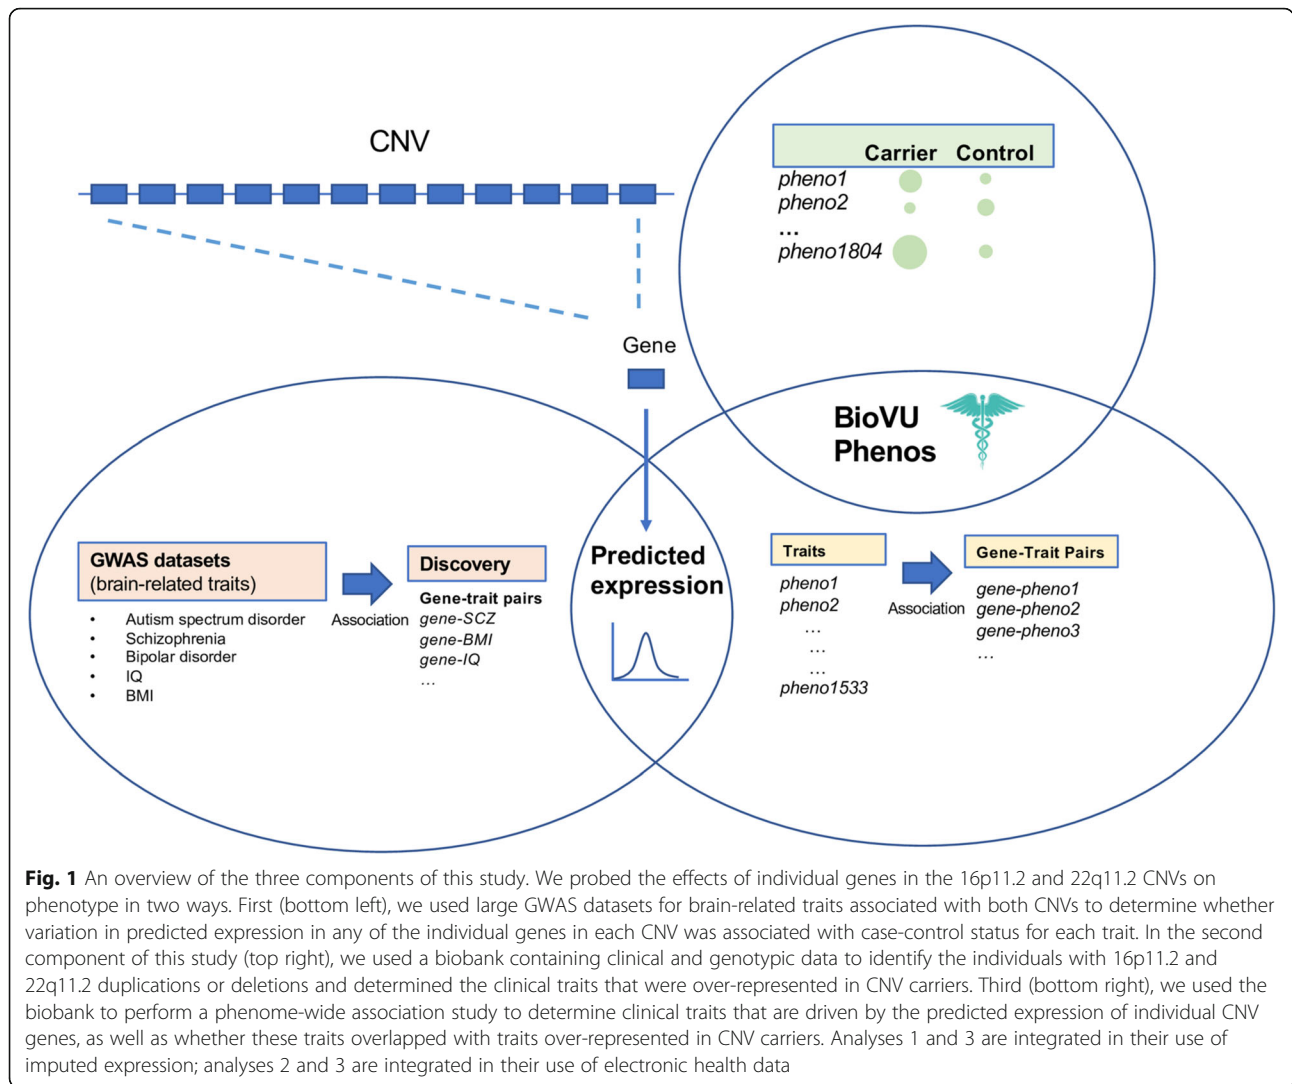 CNV
Carrier Control
pheno1
pheno2
...
pheno1804
Gene
BioVU
Phenos
GWAS datasets
(brain-related traits)
• Autism spectrum disorder
• Schizophrenia
• Bipolar disorder
• IQ
• BMI
Association
Discovery
Gene-trait pairs
gene-SCZ
gene-BMI
gene-IQ
...
Predicted
expression
Traits
pheno1
pheno2
...
...
...
pheno1533
Association
Gene-Trait Pairs
gene-pheno1
gene-pheno2
gene-pheno3
...
Fig. 1 An overview of the three components of this study. We probed the effects of individual genes in the 16p11.2 and 22q11.2 CNVs on
phenotype in two ways. First (bottom left), we used large GWAS datasets for brain-related traits associated with both CNVs to determine whether
variation in predicted expression in any of the individual genes in each CNV was associated with case-control status for each trait. In the second
component of this study (top right), we used a biobank containing clinical and genotypic data to identify the individuals with 16p11.2 and
22q11.2 duplications or deletions and determined the clinical traits that were over-represented in CNV carriers. Third (bottom right), we used the
biobank to perform a phenome-wide association study to determine clinical traits that are driven by the predicted expression of individual CNV
genes, as well as whether these traits overlapped with traits over-represented in CNV carriers. Analyses 1 and 3 are integrated in their use of
imputed expression; analyses 2 and 3 are integrated in their use of electronic health data